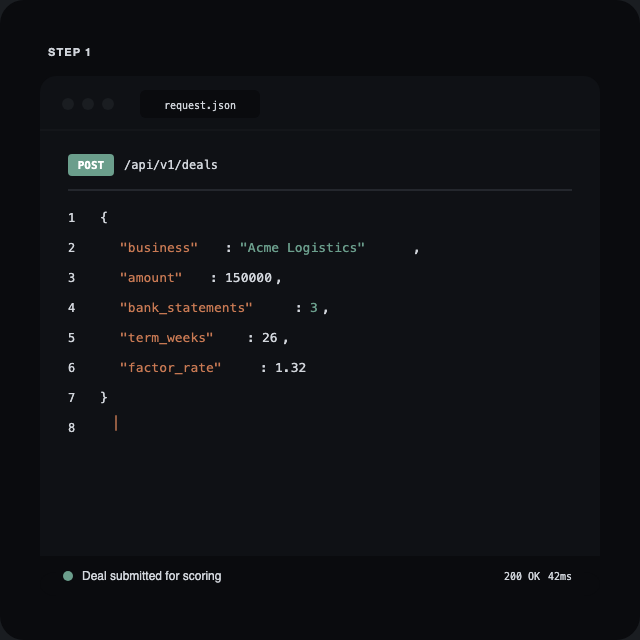 STEP 1
request.json
POST /api/v1/deals
1 {
2 "business" : "Acme Logistics" ,
3 "amount" : 150000 ,
4 "bank_statements" : 3 ,
5 "term_weeks" : 26 ,
6 "factor_rate" : 1.32
7 }
8
Deal submitted for scoring 200 OK 42ms